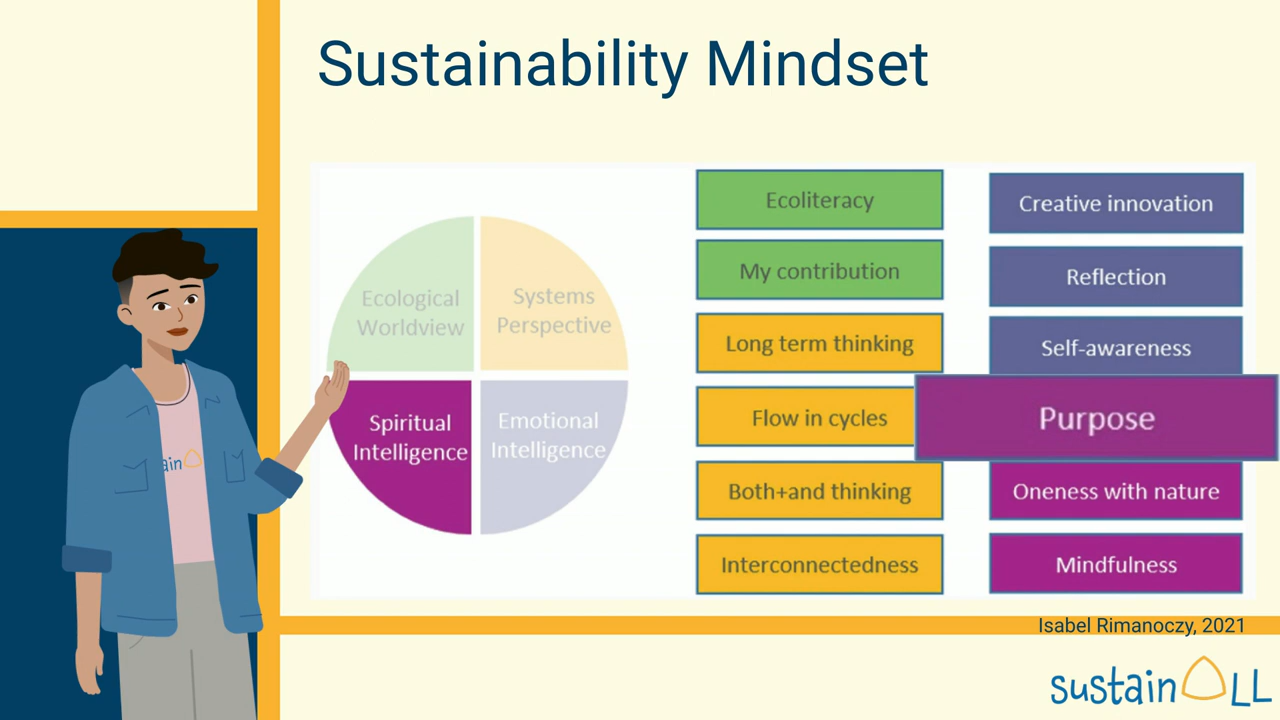 Sustainability Mindset
Ecological
Worldview
Systems
Perspective
Spiritual
Intelligence
Emotional
Intelligence
Ecoliteracy
My contribution
Long term thinking
Flow in cycles
Both+and thinking
Interconnectedness
Creative innovation
Reflection
Self-awareness
Purpose
Oneness with nature
Mindfulness
Isabel Rimanoczy, 2021
ain
sustainALL